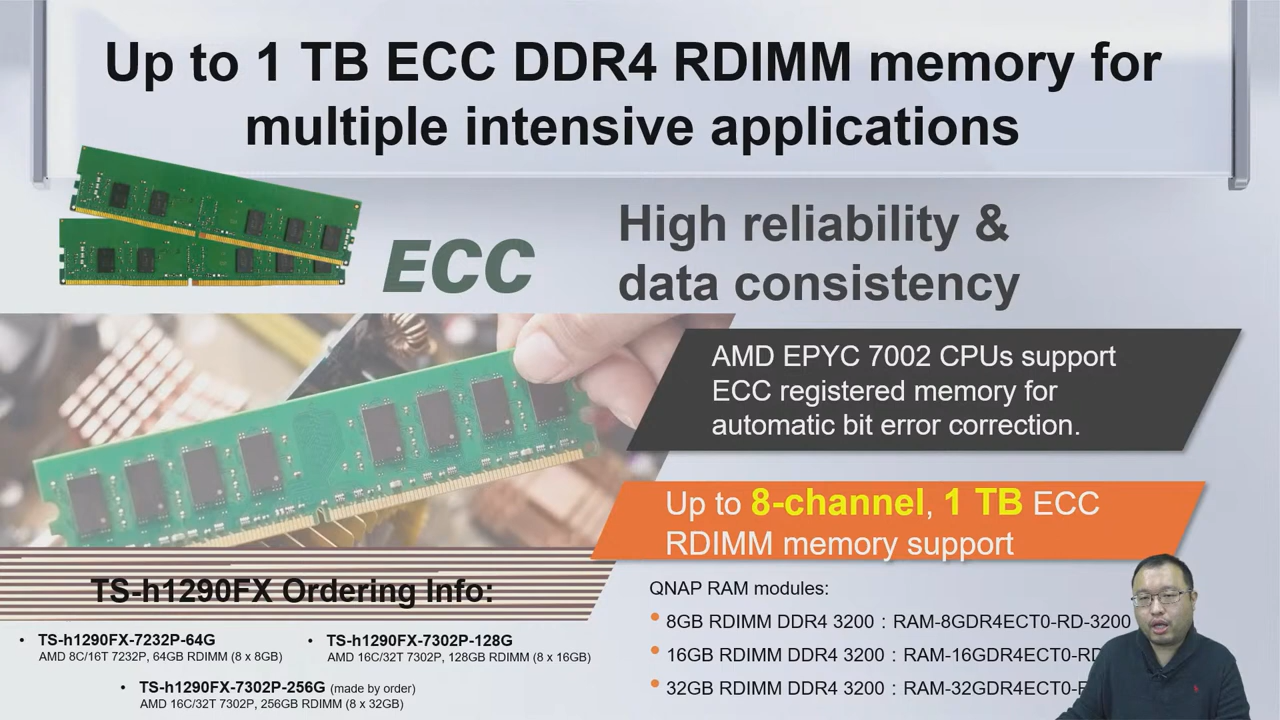 Up to 1 TB ECC DDR4 RDIMM memory for
multiple intensive applications
ECC
High reliability &
data consistency
AMD EPYC 7002 CPUs support
ECC registered memory for
automatic bit error correction.
Up to 8-channel, 1 TB ECC
RDIMM memory support
TS-h1290FX Ordering Info:
• TS-h1290FX-7232P-64G
AMD 8C/16T 7232P, 64GB RDIMM (8 x 8GB)
• TS-h1290FX-7302P-128G
AMD 16C/32T 7302P, 128GB RDIMM (8 x 16GB)
• TS-h1290FX-7302P-256G (made by order)
AMD 16C/32T 7302P, 256GB RDIMM (8 x 32GB)
QNAP RAM modules:
• 8GB RDIMM DDR4 3200 : RAM-8GDR4ECT0-RD-3200
• 16GB RDIMM DDR4 3200 : RAM-16GDR4ECT0-RD
• 32GB RDIMM DDR4 3200 : RAM-32GDR4ECT0-